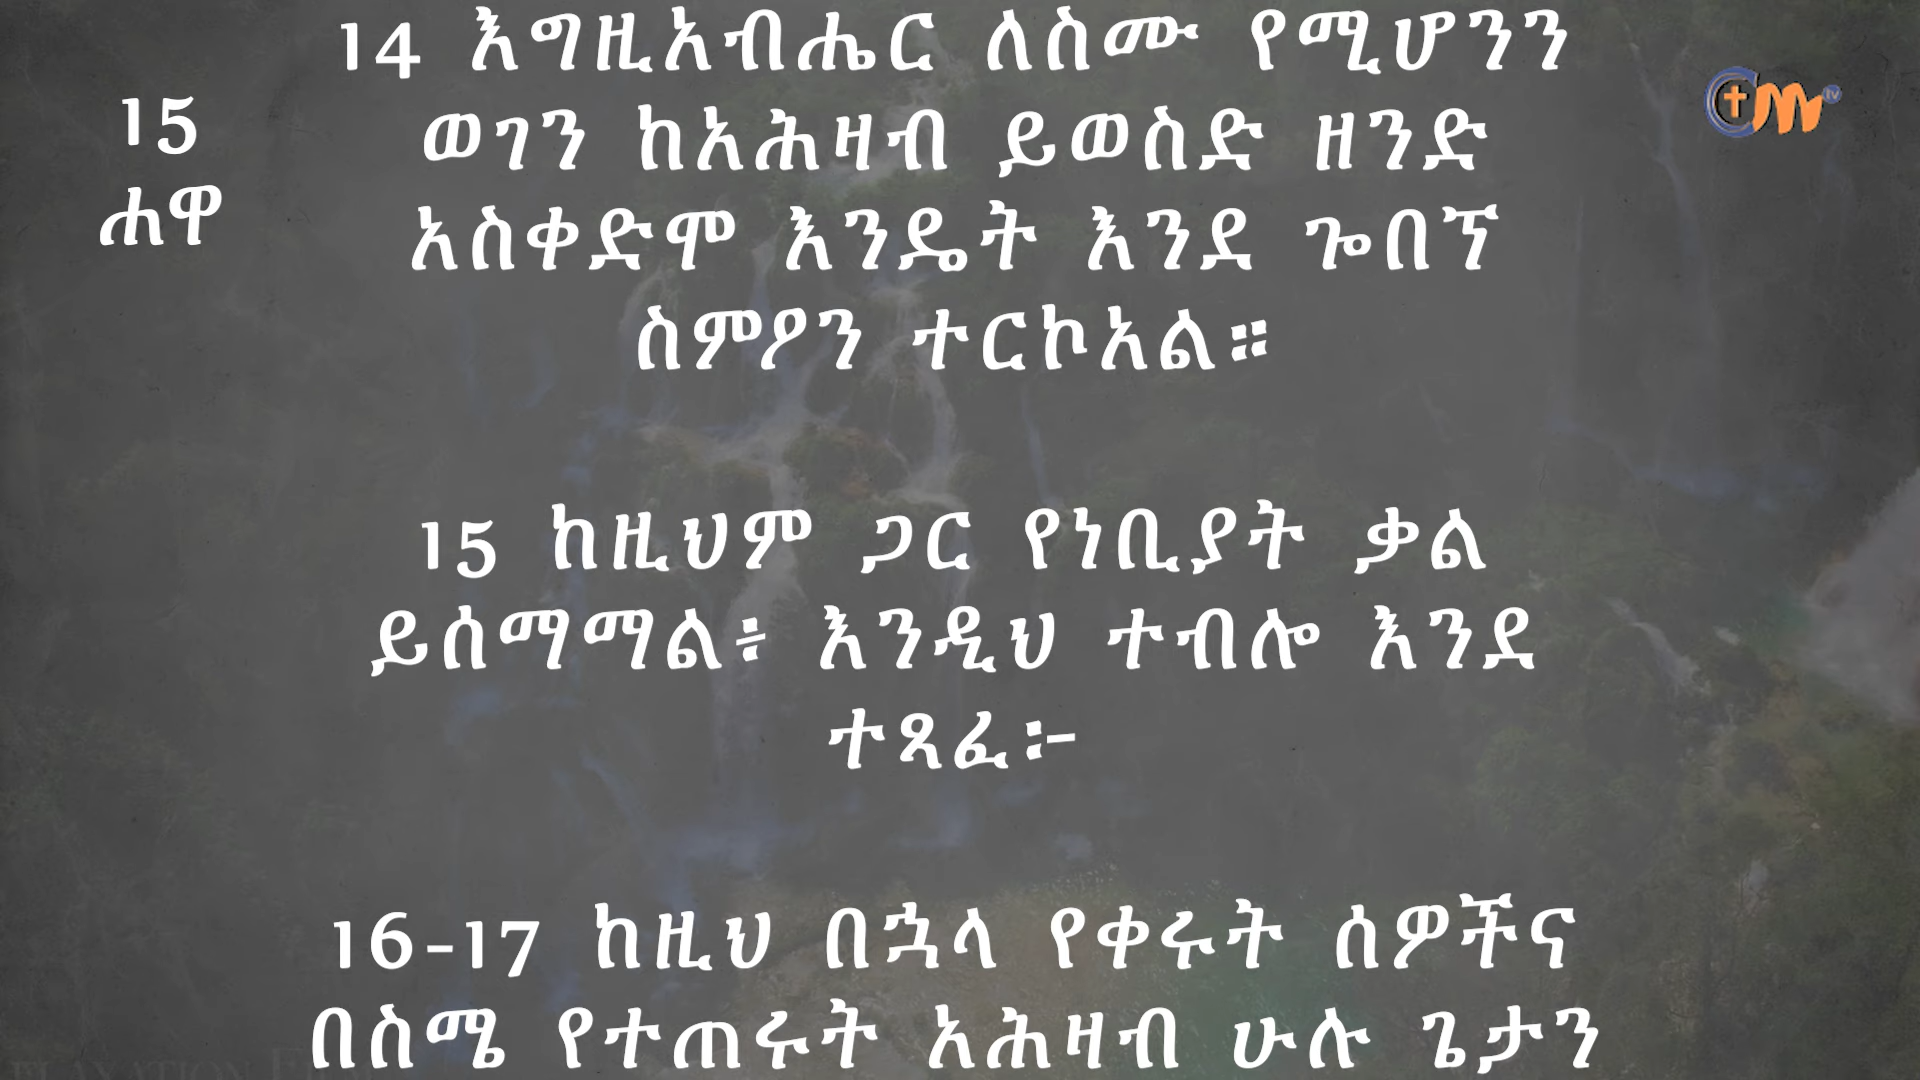 14 እግዚአብሔር ለስሙ የሚሆንን
ወገን ከአሕዛብ ይወስድ ዘንድ
አስቀድሞ እንዴት እንደ ጐበኘ
ስምዖን ተርኮአል።
15
ሐዋ
15 ከዚህም ጋር የነቢያት ቃል
ይሰማማል፥ እንዲህ ተብሎ እንደ
ተጻፈ፦
16-17 ከዚህ በኋላ የቀሩት ሰዎችና
በስሜ የተጠሩት አሕዛብ ሁሉ ጌታን
tv